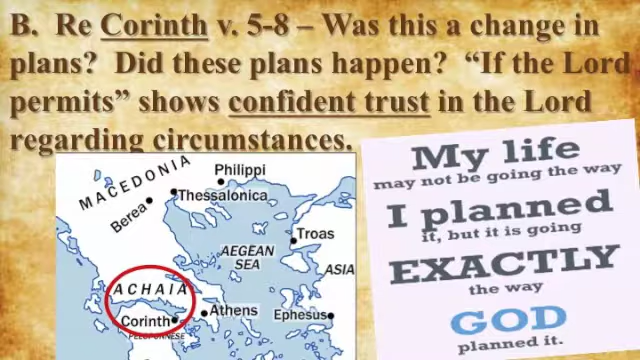 B. Re Corinth v. 5-8 – Was this a change in
plans? Did these plans happen? “If the Lord
permits” shows confident trust in the Lord
regarding circumstances.
MACEDONIA
Philippi
Thessalonica
Berea
Troas
AEGEAN
SEA
ASIA
ACHAIA
Athens
Corinth
Ephesus
PELOPONNESE
My life
may not be going the way
I planned
it, but it is going
EXACTLY
the way
GOD
planned it.